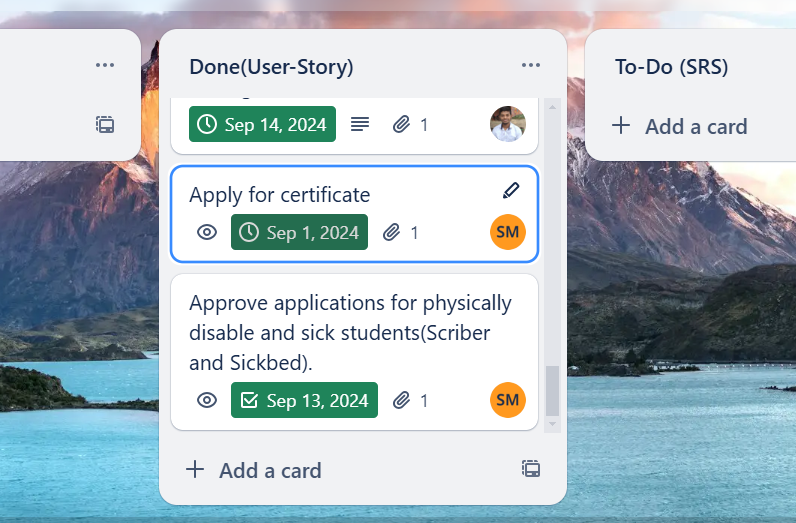 Done(User-Story)
Sep 14, 2024
1
Apply for certificate
Sep 1, 2024
1
SM
Approve applications for physically
disable and sick students(Scriber
and Sickbed).
Sep 13, 2024
1
SM
+ Add a card
To-Do (SRS)
+ Add a card